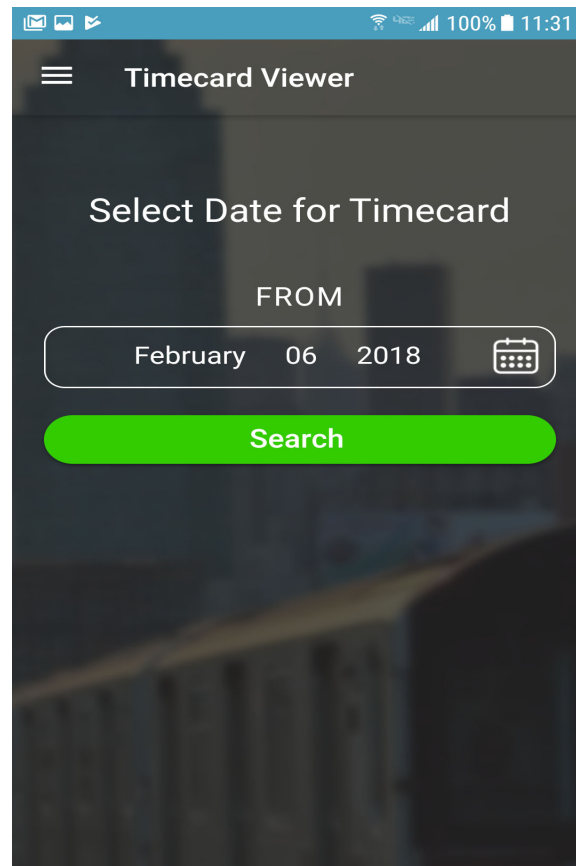 100% 11:31
Timecard Viewer
Select Date for Timecard
FROM
February 06 2018
Search